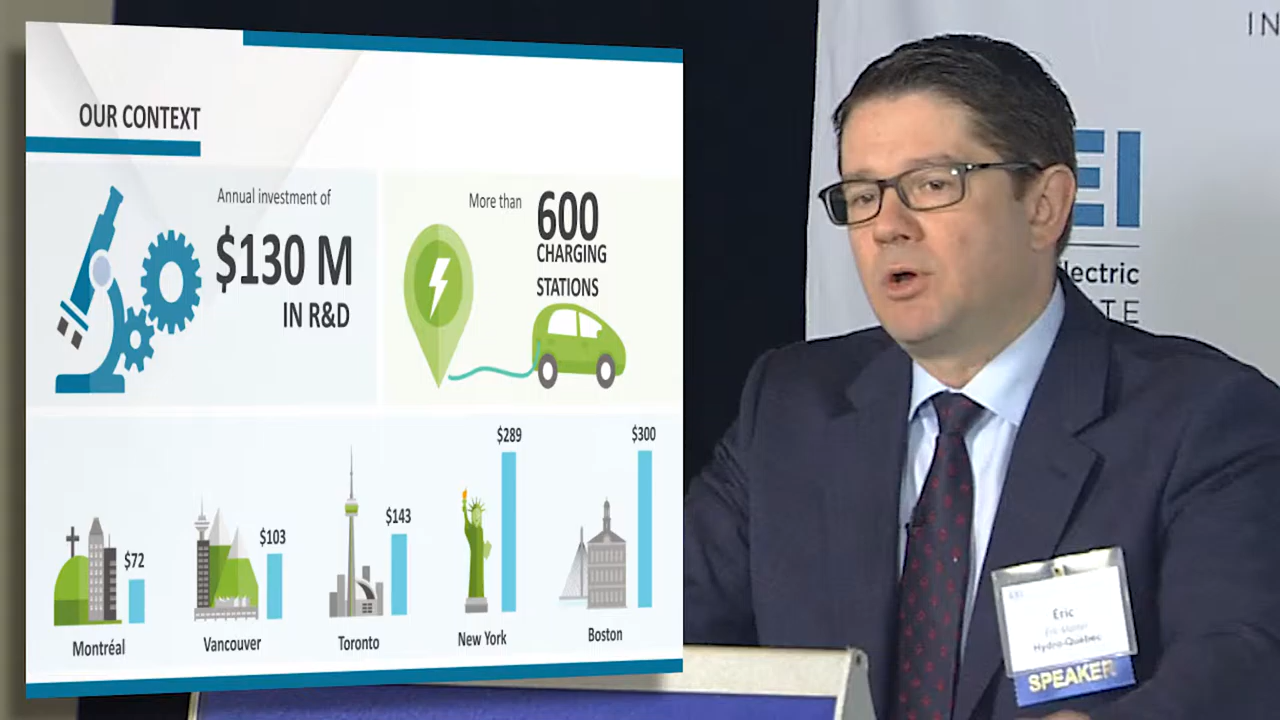 OUR CONTEXT
Annual investment of
$130 M
IN R&D
More than
600
CHARGING
STATIONS
$72
$103
$143
$289
$300
Montréal
Vancouver
Toronto
New York
Boston
IN
EI
lectric
TE
Éric
Hydro-Québec
SPEAKER